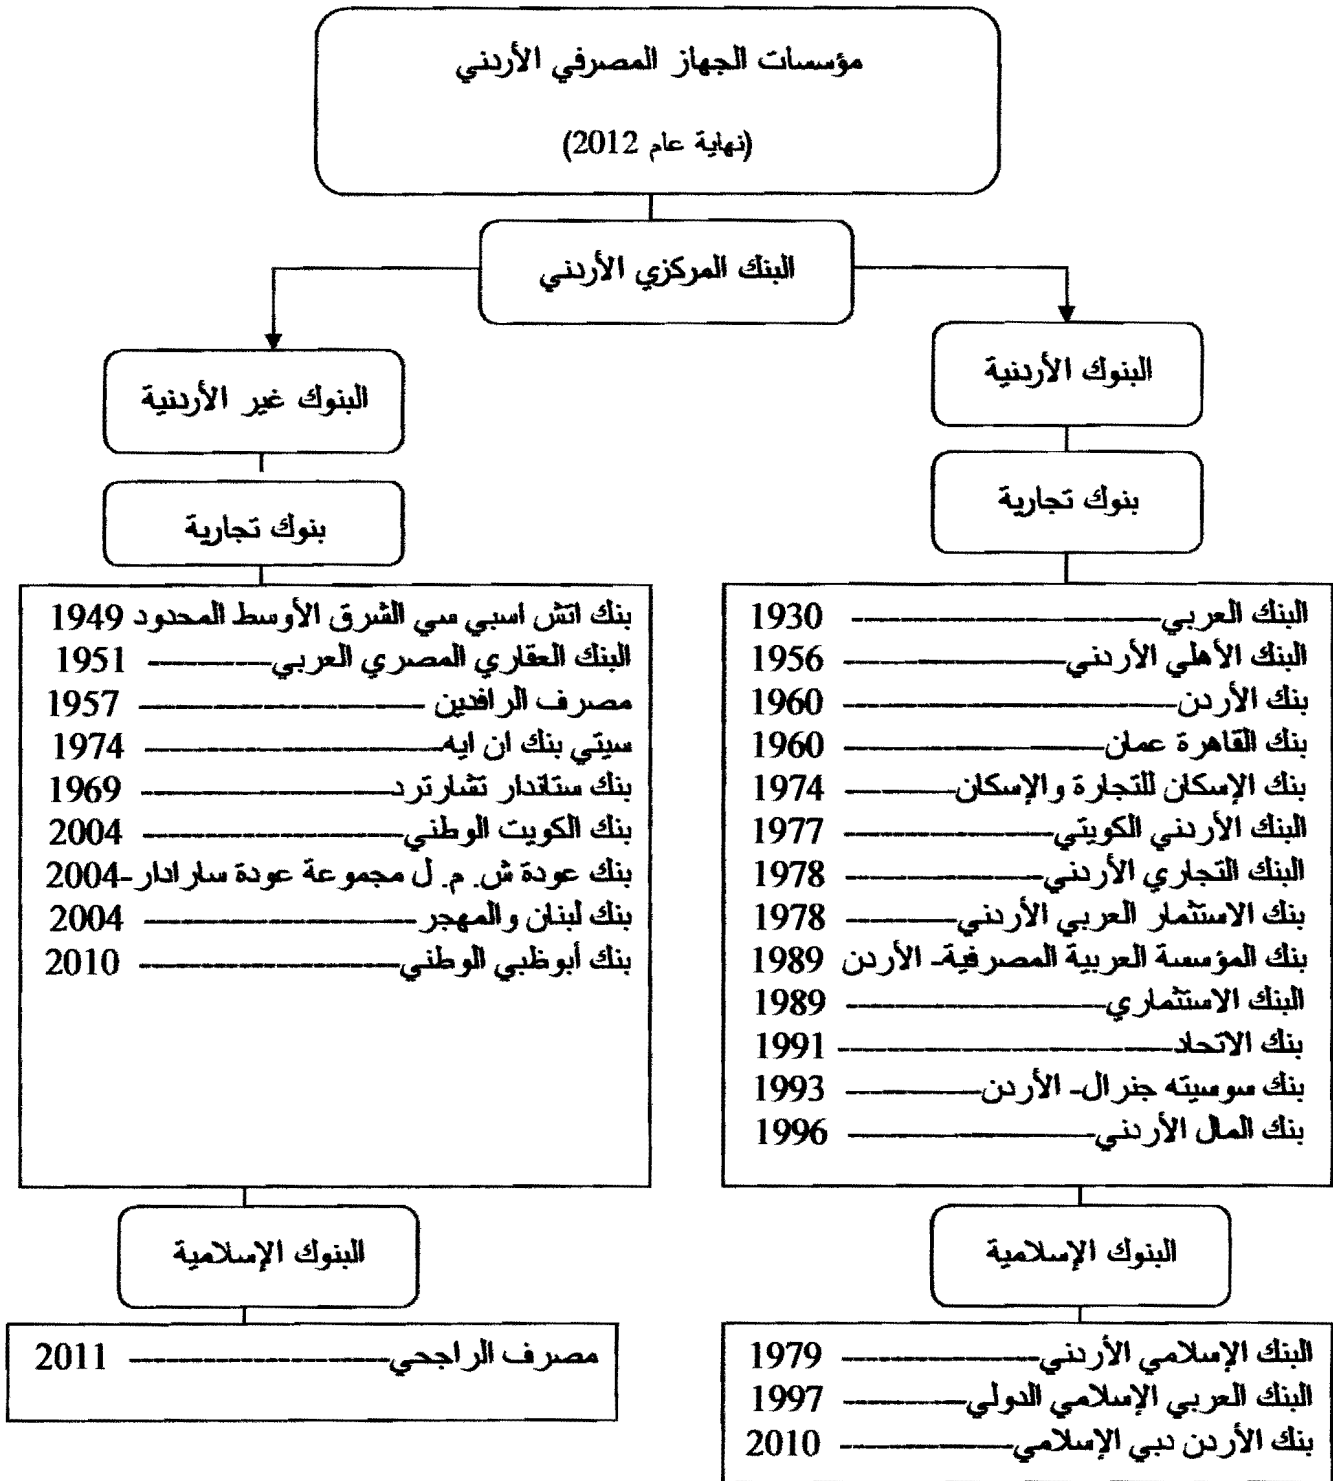 مؤسسات الجهاز المصرفي الأردني
(نهاية عام 2012)
البنك المركزي الأردني
البنوك الأردنية
بنوك تجارية
البنك العربي 1930
البنك الأهلي الأردني 1956
بنك الأردن 1960
بنك القاهرة عمان 1960
بنك الإسكان للتجارة والإسكان 1974
البنك الأردني الكويتي 1977
البنك التجاري الأردني 1978
بنك الاستثمار العربي الأردني 1978
بنك المؤسسة العربية المصرفية- الأردن 1989
البنك الاستثماري 1989
بنك الاتحاد 1991
بنك سوسيته جنرال- الأردن 1993
بنك المال الأردني 1996
البنوك الإسلامية
البنك الإسلامي الأردني 1979
البنك العربي الإسلامي الدولي 1997
بنك الأردن دبي الإسلامي 2010
البنوك غير الأردنية
بنوك تجارية
بنك اتش اسبي سي الشرق الأوسط المحدود 1949
البنك العقاري المصري العربي 1951
مصرف الرافدين 1957
سيتي بنك ان ايه 1974
بنك ستاندار تشارترد 1969
بنك الكويت الوطني 2004
بنك عودة ش. م. ل مجموعة عودة سارادار-2004
بنك لبنان والمهجر 2004
بنك أبوظبي الوطني 2010
البنوك الإسلامية
مصرف الراجحي 2011